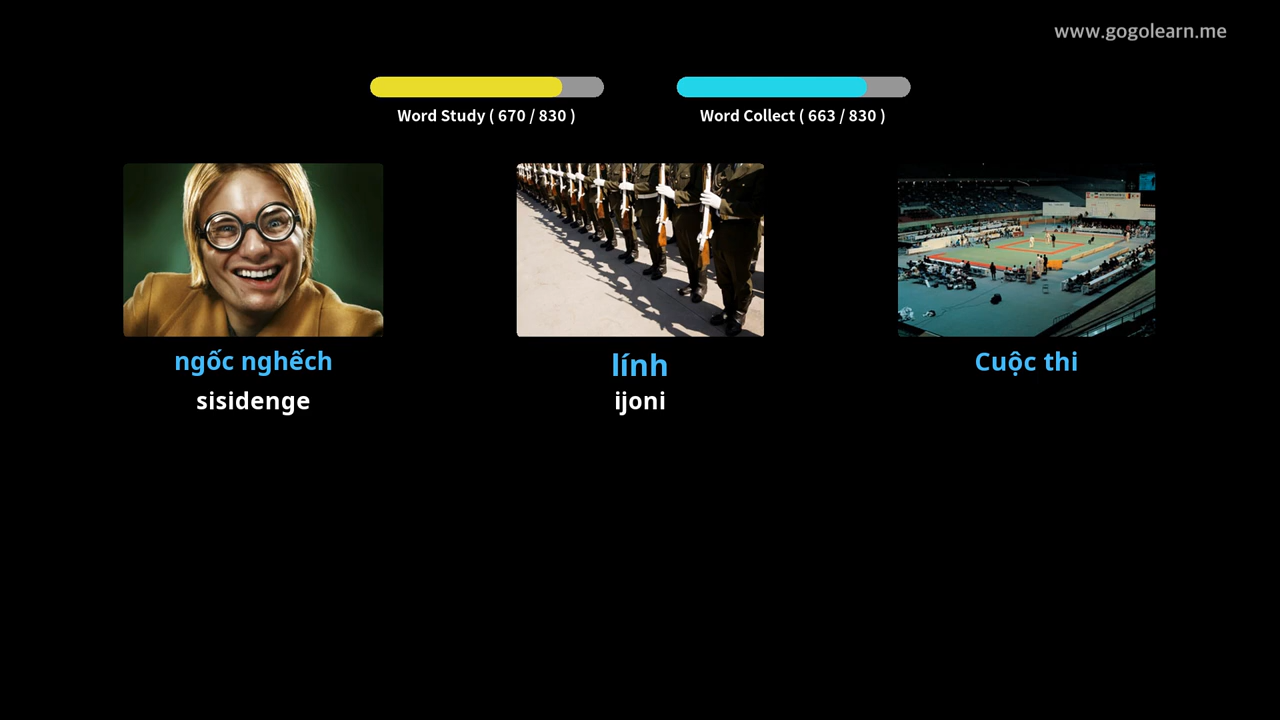 www.gogolearn.me
Word Study ( 670 / 830 )
Word Collect ( 663 / 830 )
ngốc nghếch
lính
Cuộc thi
sisidenge
ijoni